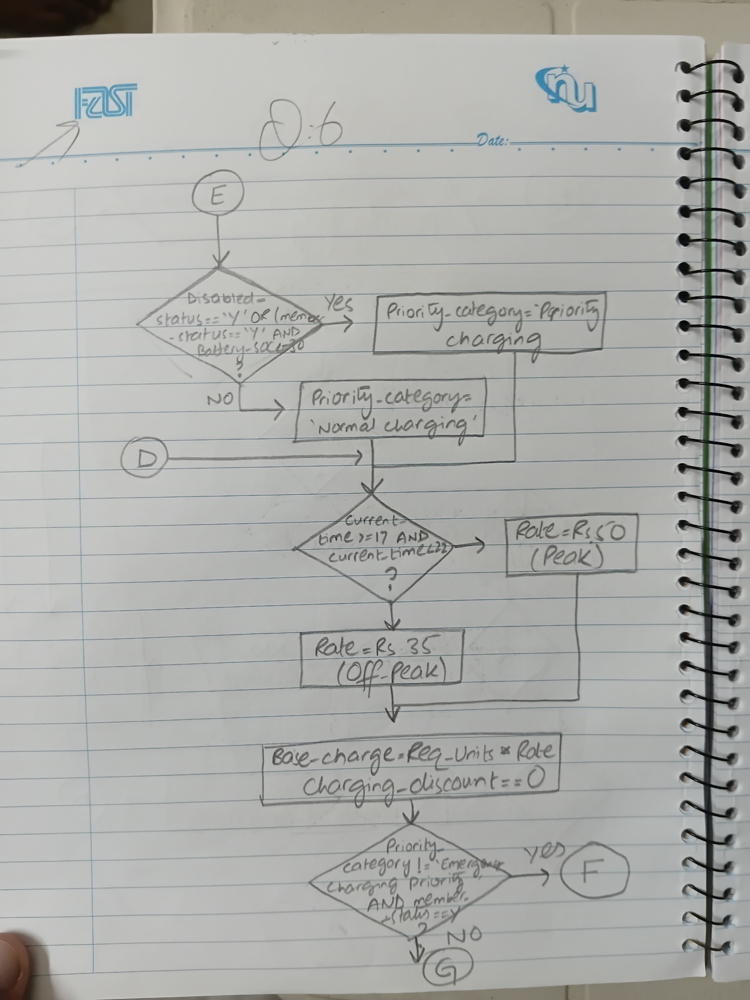 FAST
nu
Q:6
Date:
E
Disabled-
status=='Y' OR (member
-status=='Y' AND
Battery-SOC<=30
?
Yes
Priority-category='Priority
charging
NO
Priority-category=
'Normal charging'
D
Current-
time >=17 AND
current-time<22
?
Rate=Rs.50
(Peak)
Rate=Rs.35
(Off-Peak)
Base-charge=Req-Units * Rate
charging-discount==0
Priority-
category != 'Emergency
charging Priority'
AND member-
-status==Y
?
yes
F
NO
G